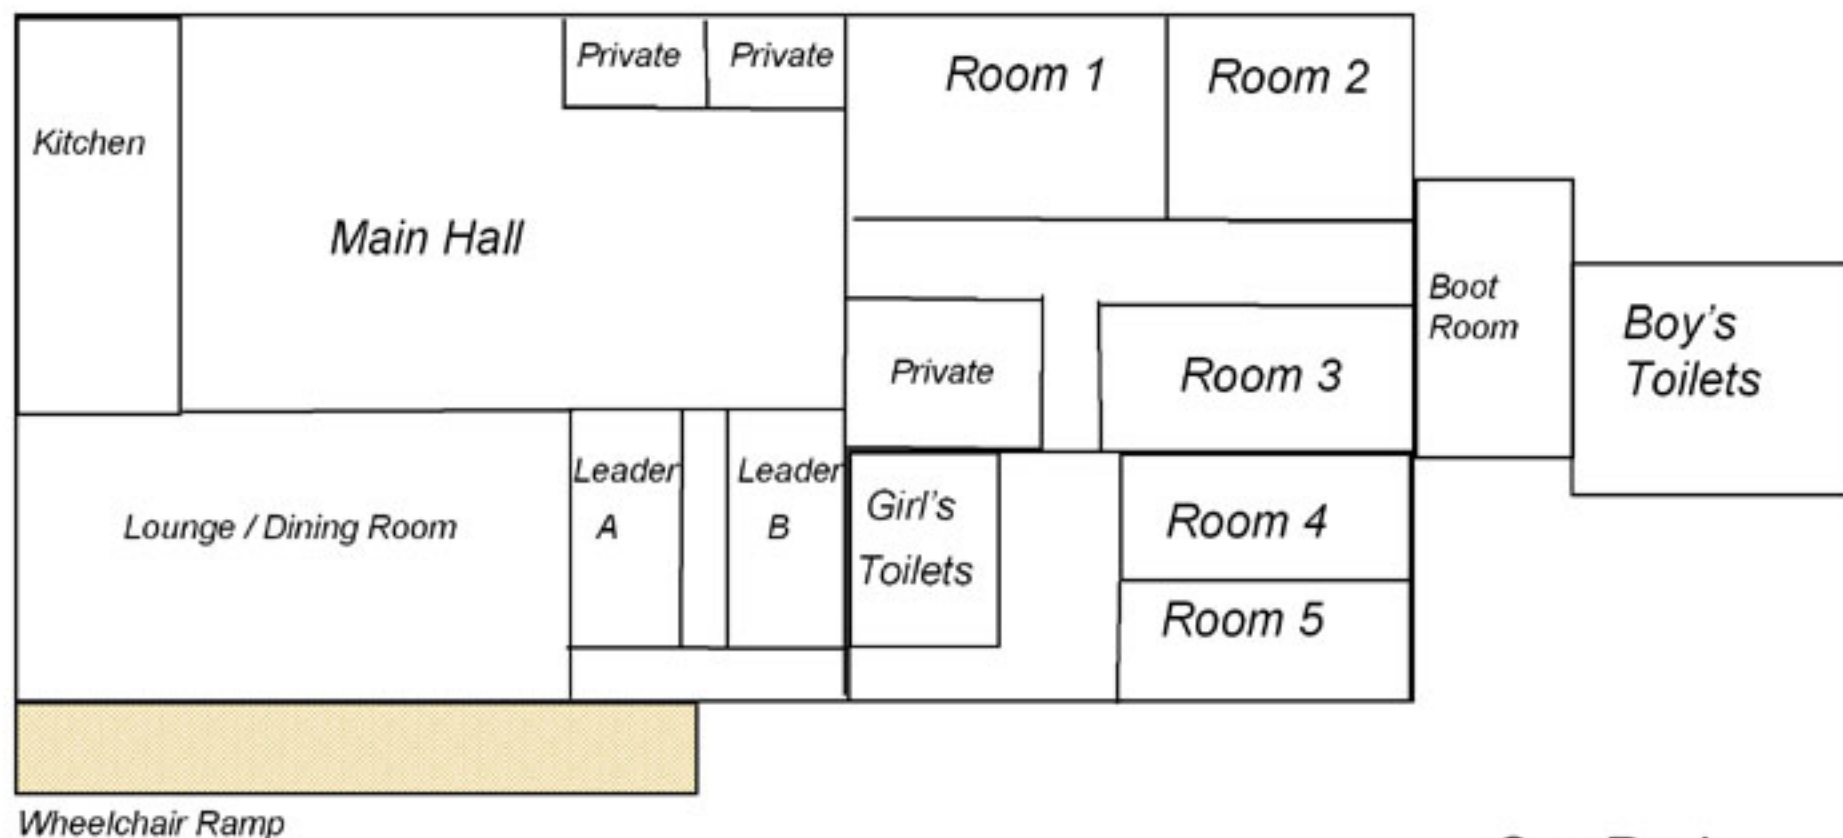 Private
Private
Room 1
Room 2
Kitchen
Main Hall
Boot
Room
Boy's
Toilets
Private
Room 3
Leader
A
Leader
B
Lounge / Dining Room
Girl's
Toilets
Room 4
Room 5
Wheelchair Ramp